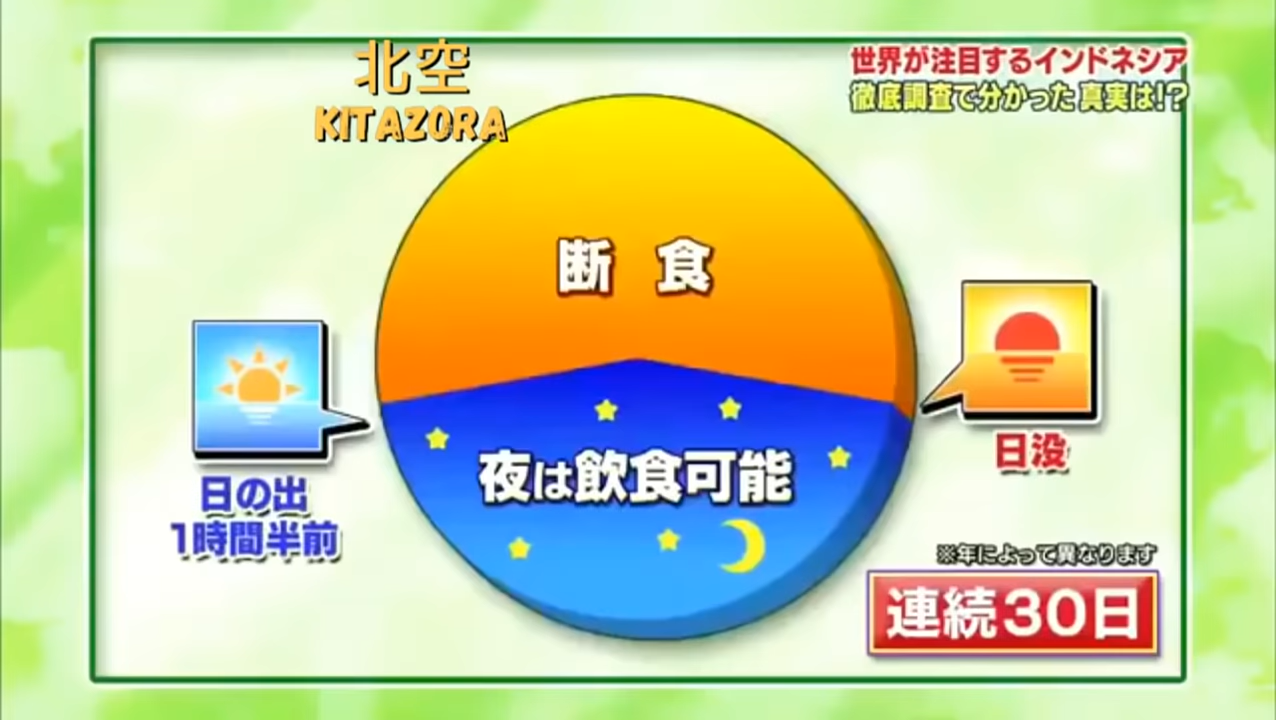 北空
KITAZORA
世界が注目するインドネシア
徹底調査で分かった真実は!?
断 食
夜は飲食可能
日の出
1時間半前
日没
※年によって異なります
連続30日